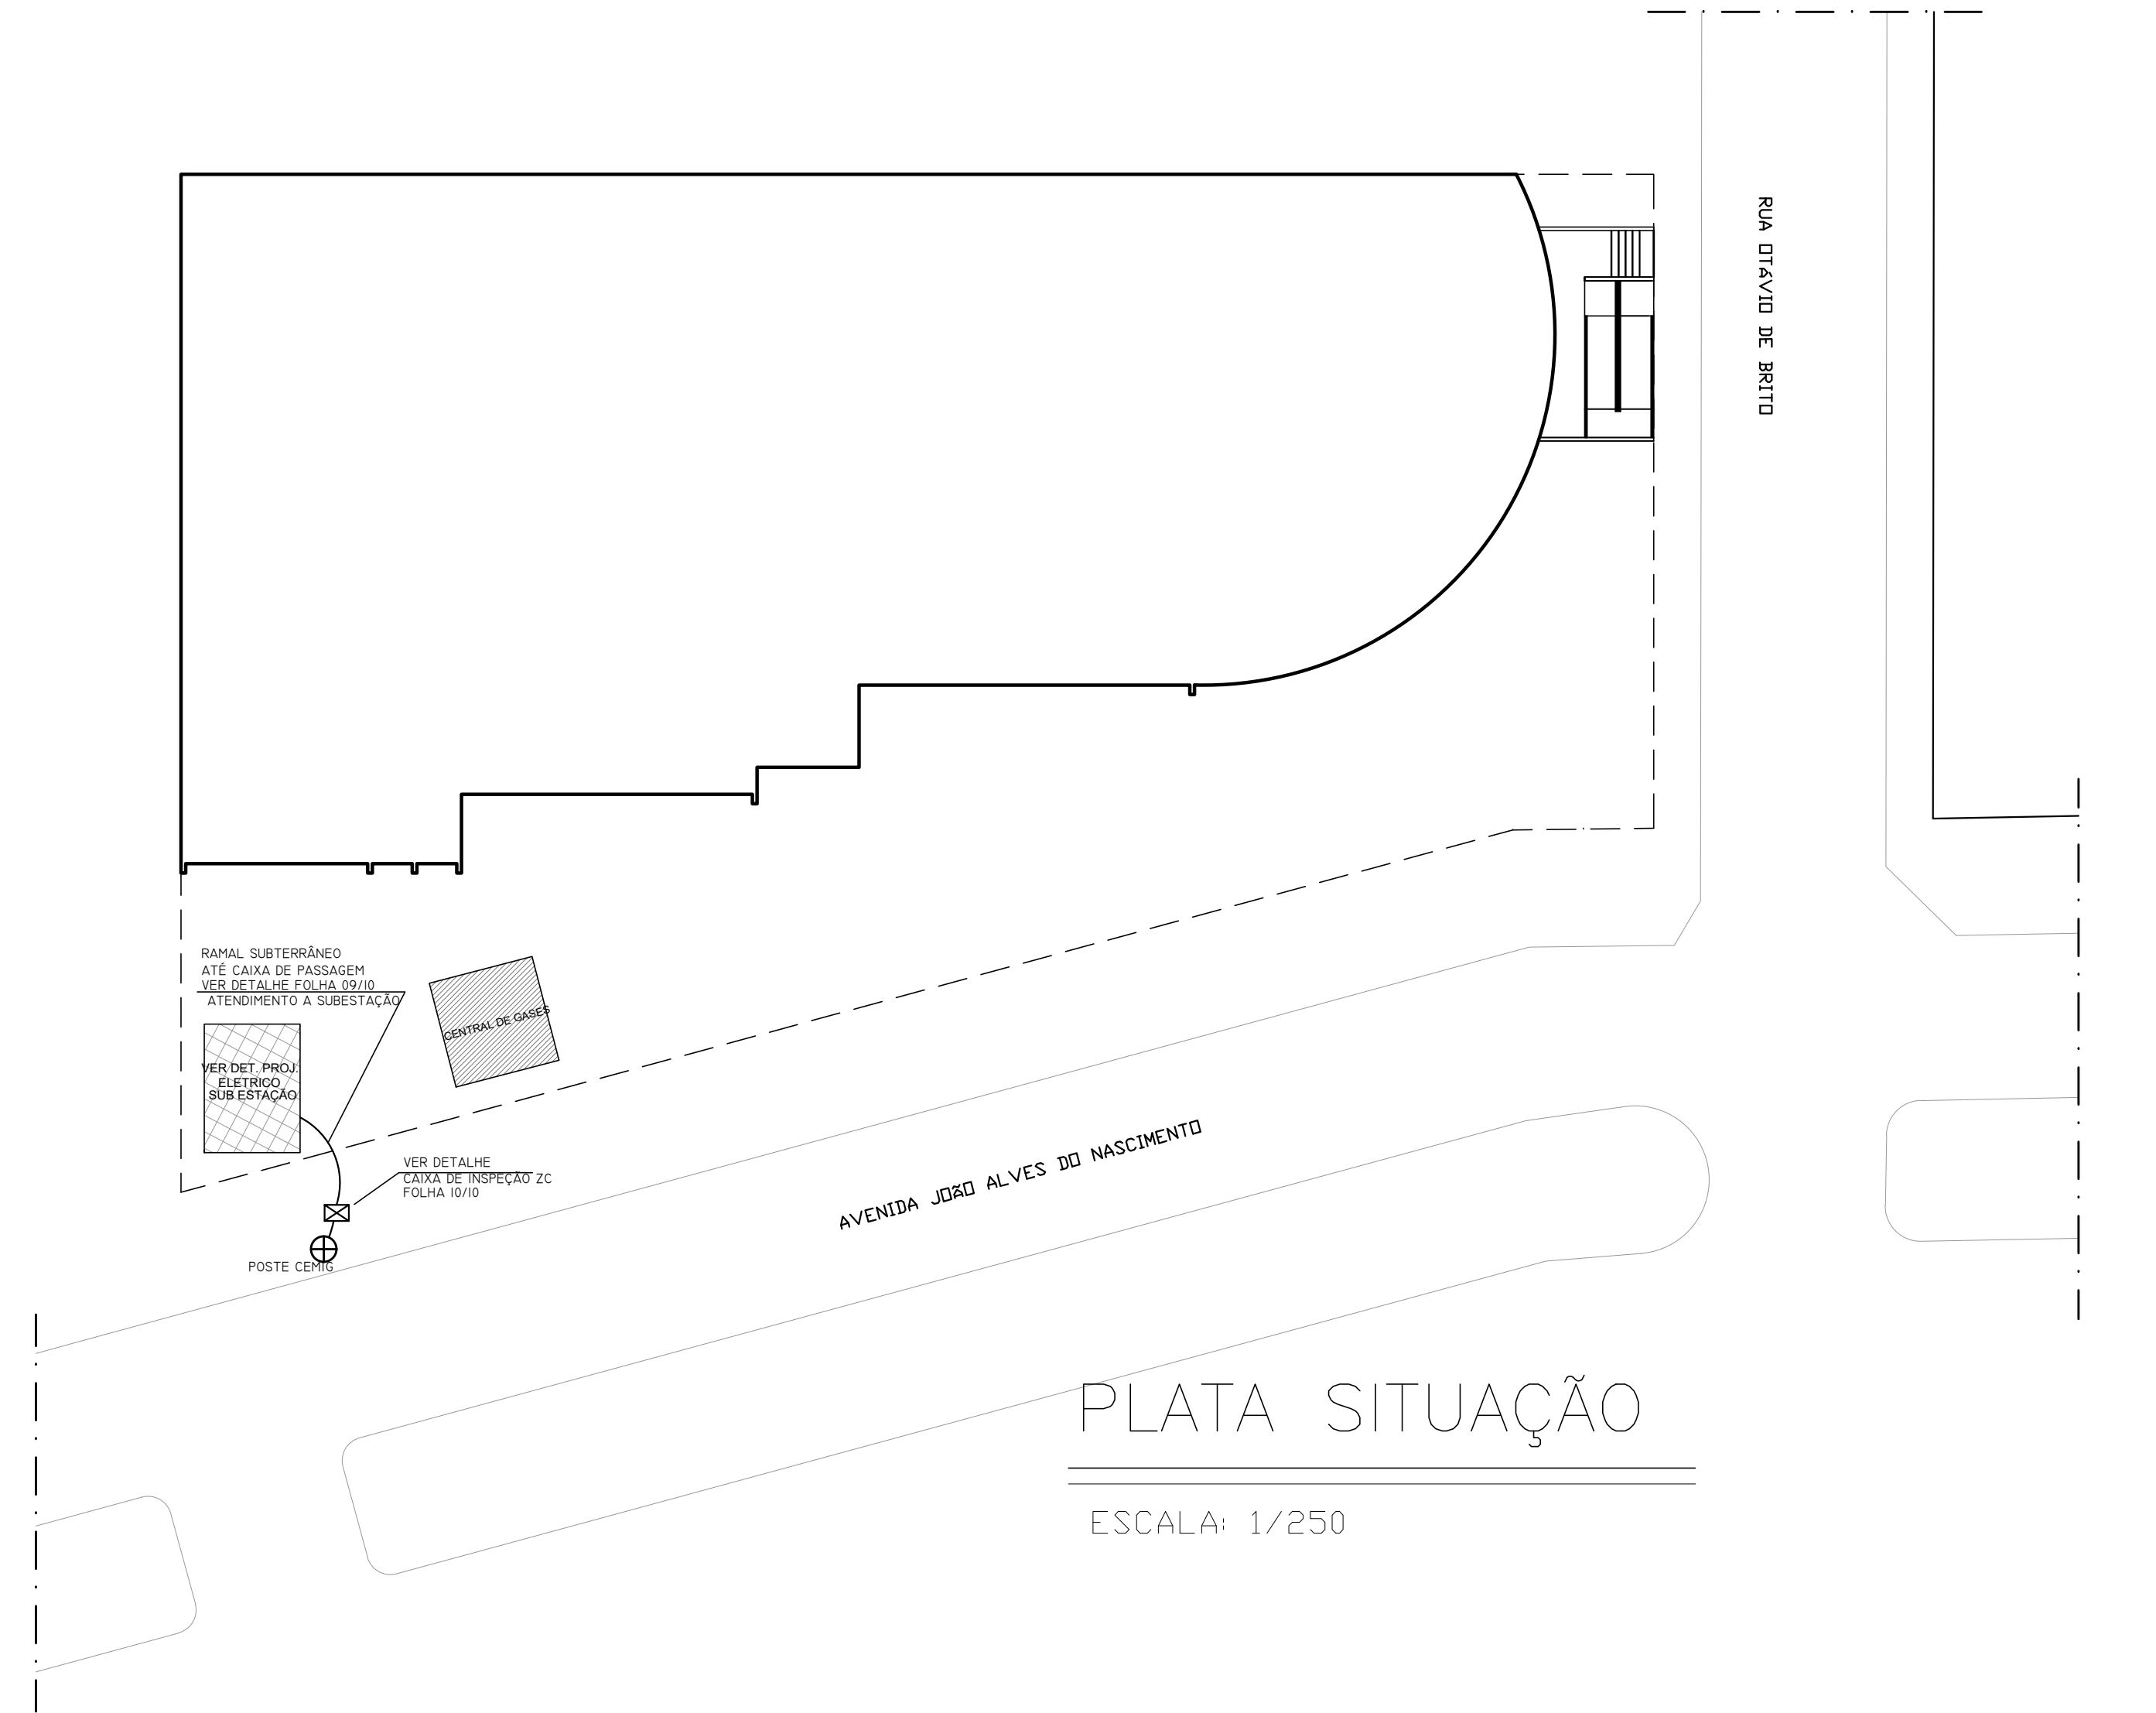 RUA OTÁVIO DE BRITO
RAMAL SUBTERRÂNEO
ATÉ CAIXA DE PASSAGEM
VER DETALHE FOLHA 09/10
ATENDIMENTO A SUBESTAÇÃO
CENTRAL DE GASES
VER DET. PROJ.
ELETRICO
SUB ESTAÇÃO
VER DETALHE
CAIXA DE INSPEÇÃO ZC
FOLHA 10/10
POSTE CEMIG
AVENIDA JOÃO ALVES DO NASCIMENTO
PLATA SITUAÇÃO
ESCALA: 1/250